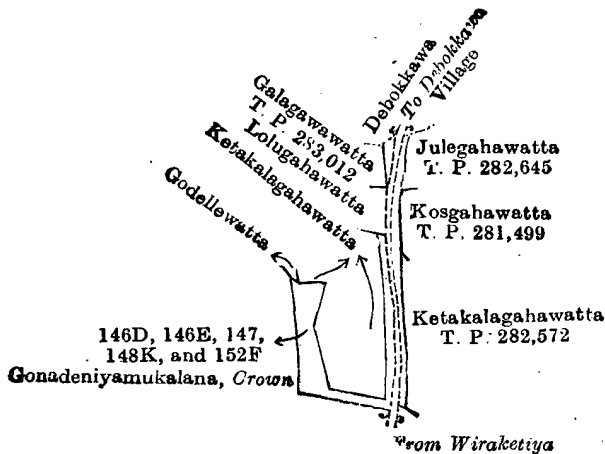 Debokkawa
To Debokkawa
Village
Galagawawatta
T. P. 283,012
Lolugahawatta
Ketakalagahawatta
Godellewatta
Julegahawatta
T. P. 282,645
Kosgahawatta
T. P. 281,499
Ketakalagahawatta
T. P. 282,572
146D, 146E, 147,
148K, and 152F
Gonadeniyamukalana, Crown
From Wiraketiya